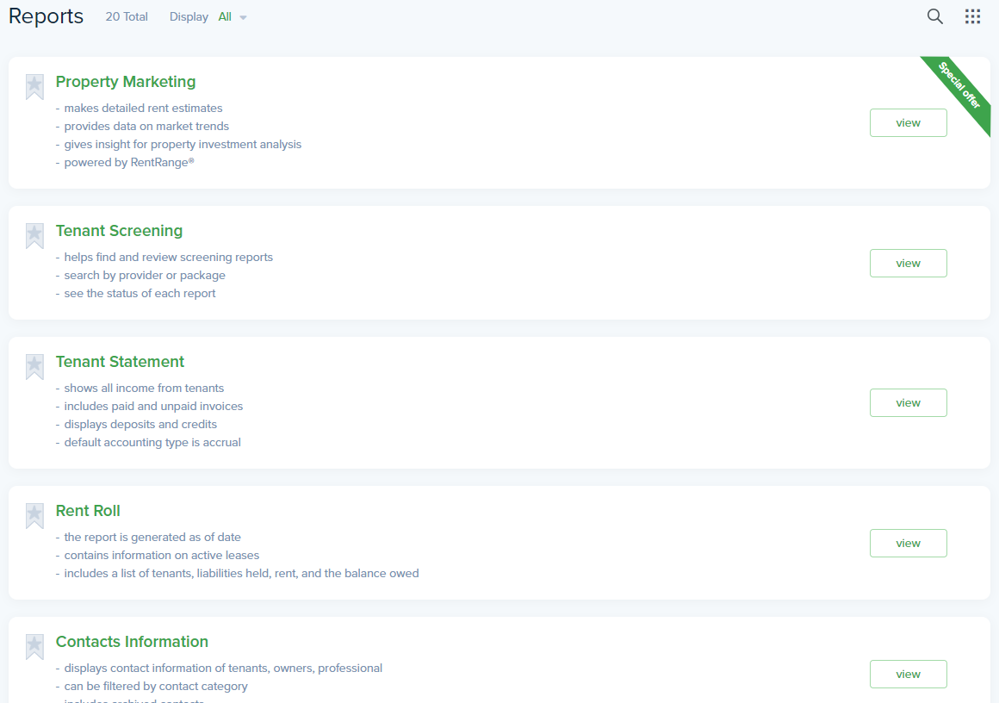 Reports 20 Total Display All
Special offer
Property Marketing
- makes detailed rent estimates
- provides data on market trends
view
- gives insight for property investment analysis
- powered by RentRange®
Tenant Screening
- helps find and review screening reports
view
- search by provider or package
- see the status of each report
Tenant Statement
- shows all income from tenants
- includes paid and unpaid invoices
view
- displays deposits and credits
- default accounting type is accrual
Rent Roll
- the report is generated as of date
view
- contains information on active leases
- includes a list of tenants, liabilities held, rent, and the balance owed
Contacts Information
- displays contact information of tenants, owners, professional
view
- can be filtered by contact category
- includes archived contacts